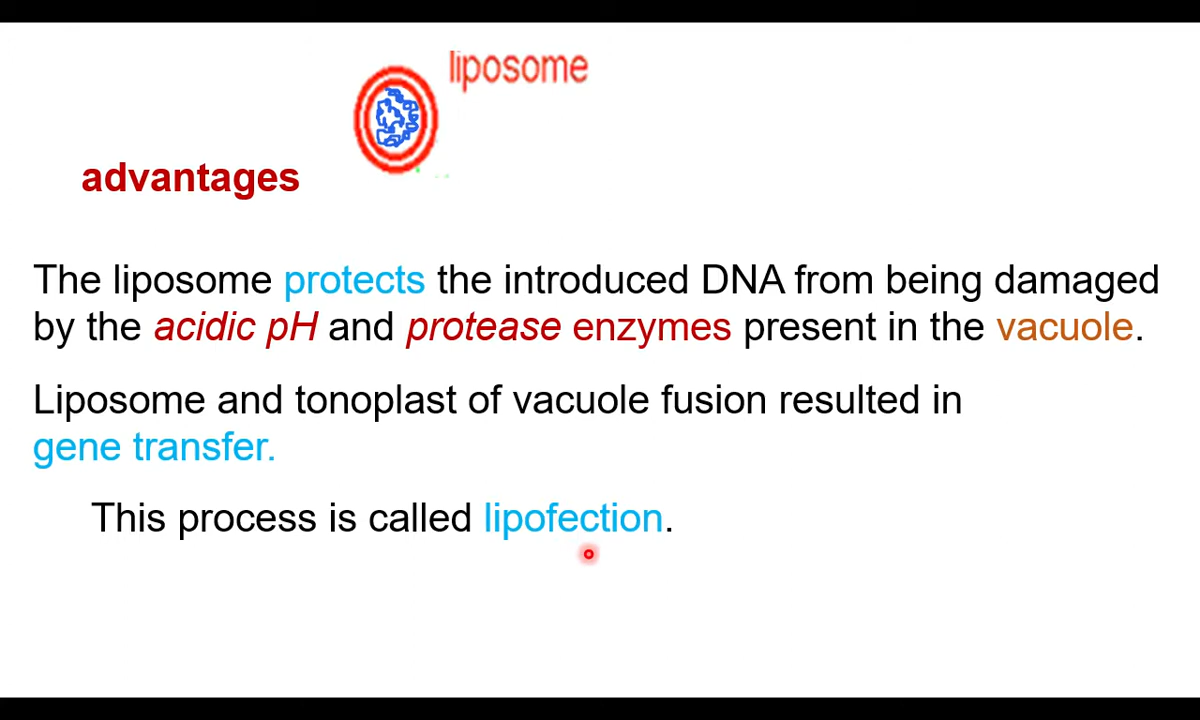 liposome
advantages
The liposome protects the introduced DNA from being damaged
by the acidic pH and protease enzymes present in the vacuole.
Liposome and tonoplast of vacuole fusion resulted in
gene transfer.
This process is called lipofection.